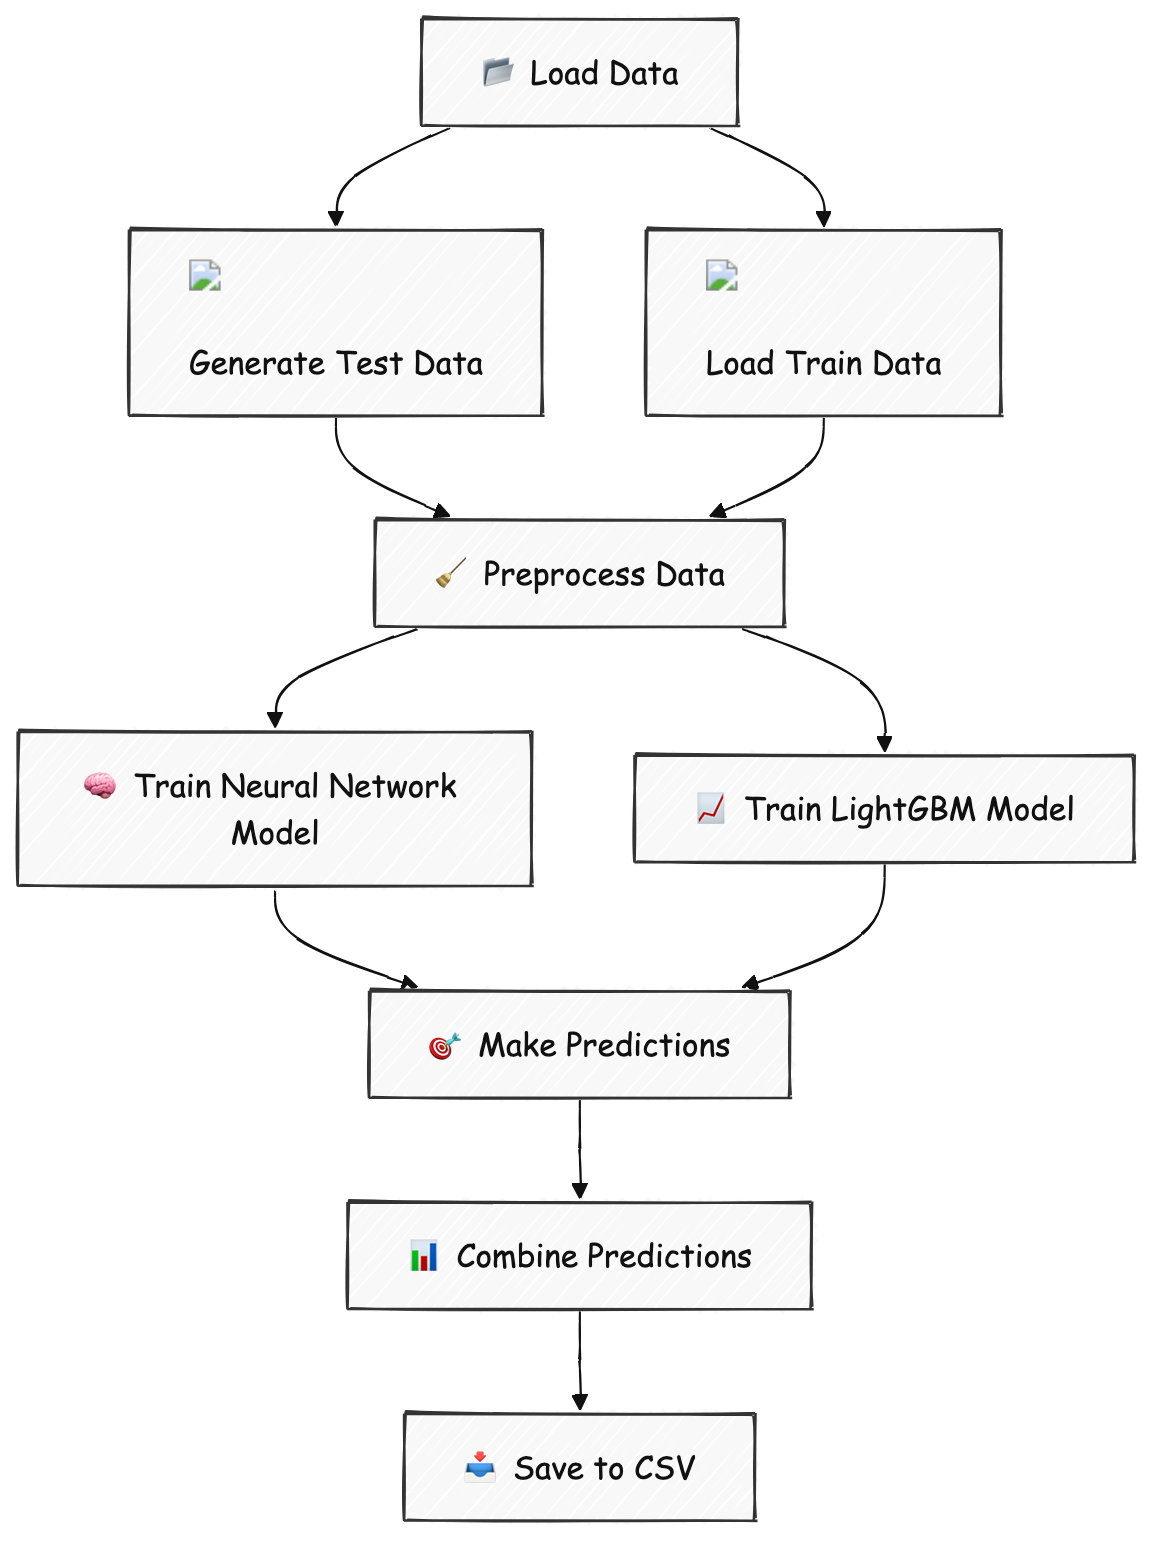 Load Data
Generate Test Data
Load Train Data
Preprocess Data
Train Neural Network
Model
Train LightGBM Model
Make Predictions
Combine Predictions
Save to CSV